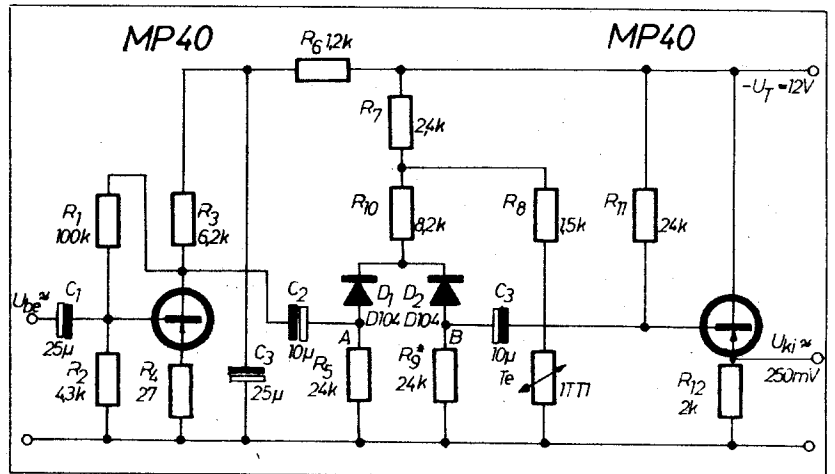 MP40
MP40
R6 1,2k
-UT=12V
R7
2,4k
R1
100k
R3
6,2k
R10
8,2k
R8
1,5k
R11
24k
Ube≈
C1
25μ
C2
10μ
D1
D104
D2
D104
C3
10μ
A
B
Uki≈
250mV
R2
4,3k
R4
27
C3
25μ
R5
24k
R9*
24k
Te
1TT1
R12
2k